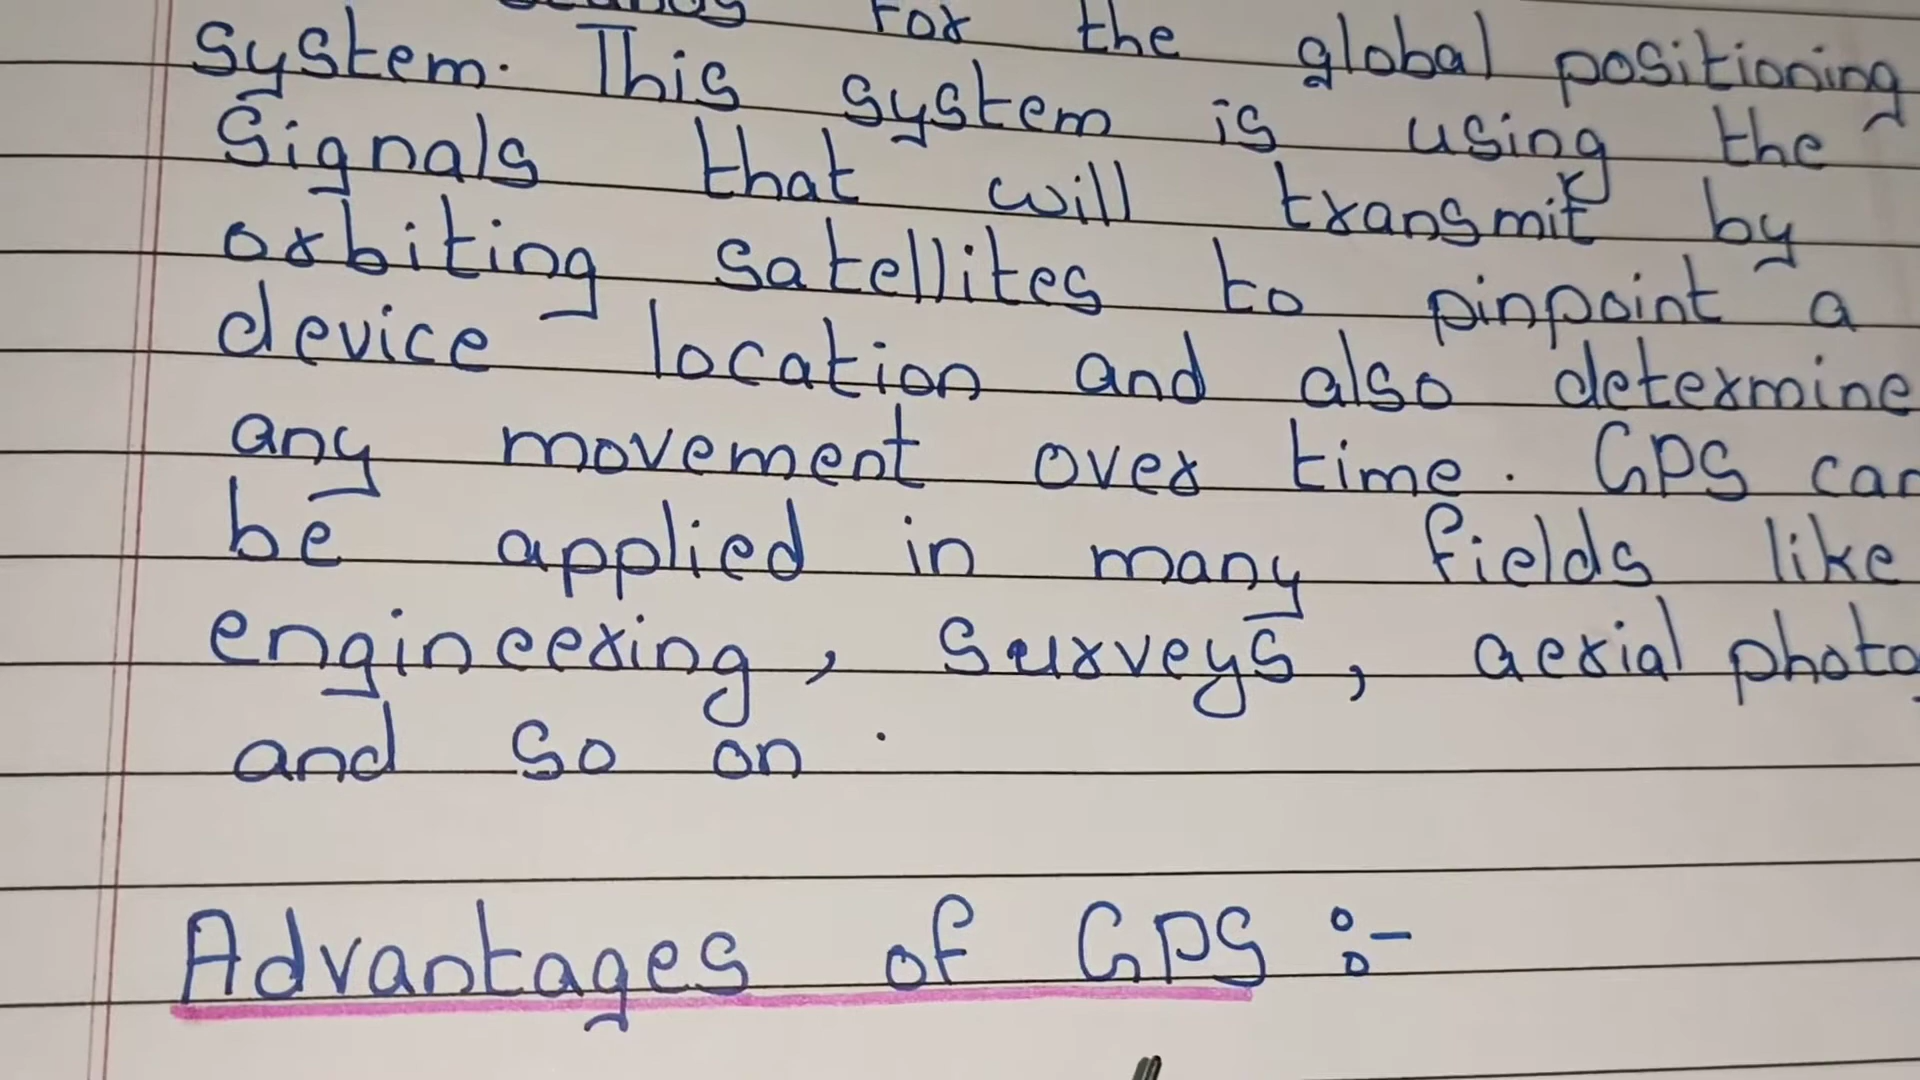 for the global positioning
system. This system is using the
Signals that will transmit by
orbiting satellites to pinpoint a
device location and also determine
any movement over time. GPS can
be applied in many fields like
engineering, surveys, aerial photo
and so on.
Advantages of GPS :-